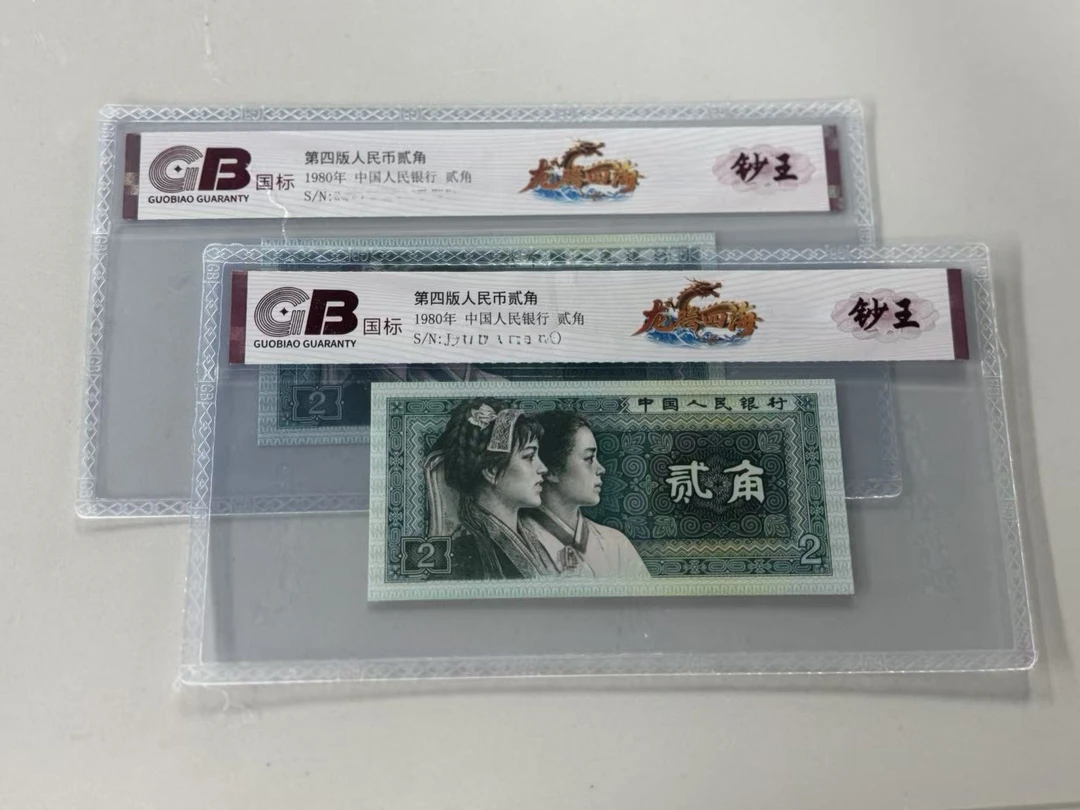 GB 国标
GUOBIAO GUARANTY
第四版人民币贰角
1980年 中国人民银行 贰角
S/N:
龙腾四海
钞王
2
GB 国标
GUOBIAO GUARANTY
第四版人民币贰角
1980年 中国人民银行 贰角
S/N:
龙腾四海
钞王
中国人民银行
贰角
2
2